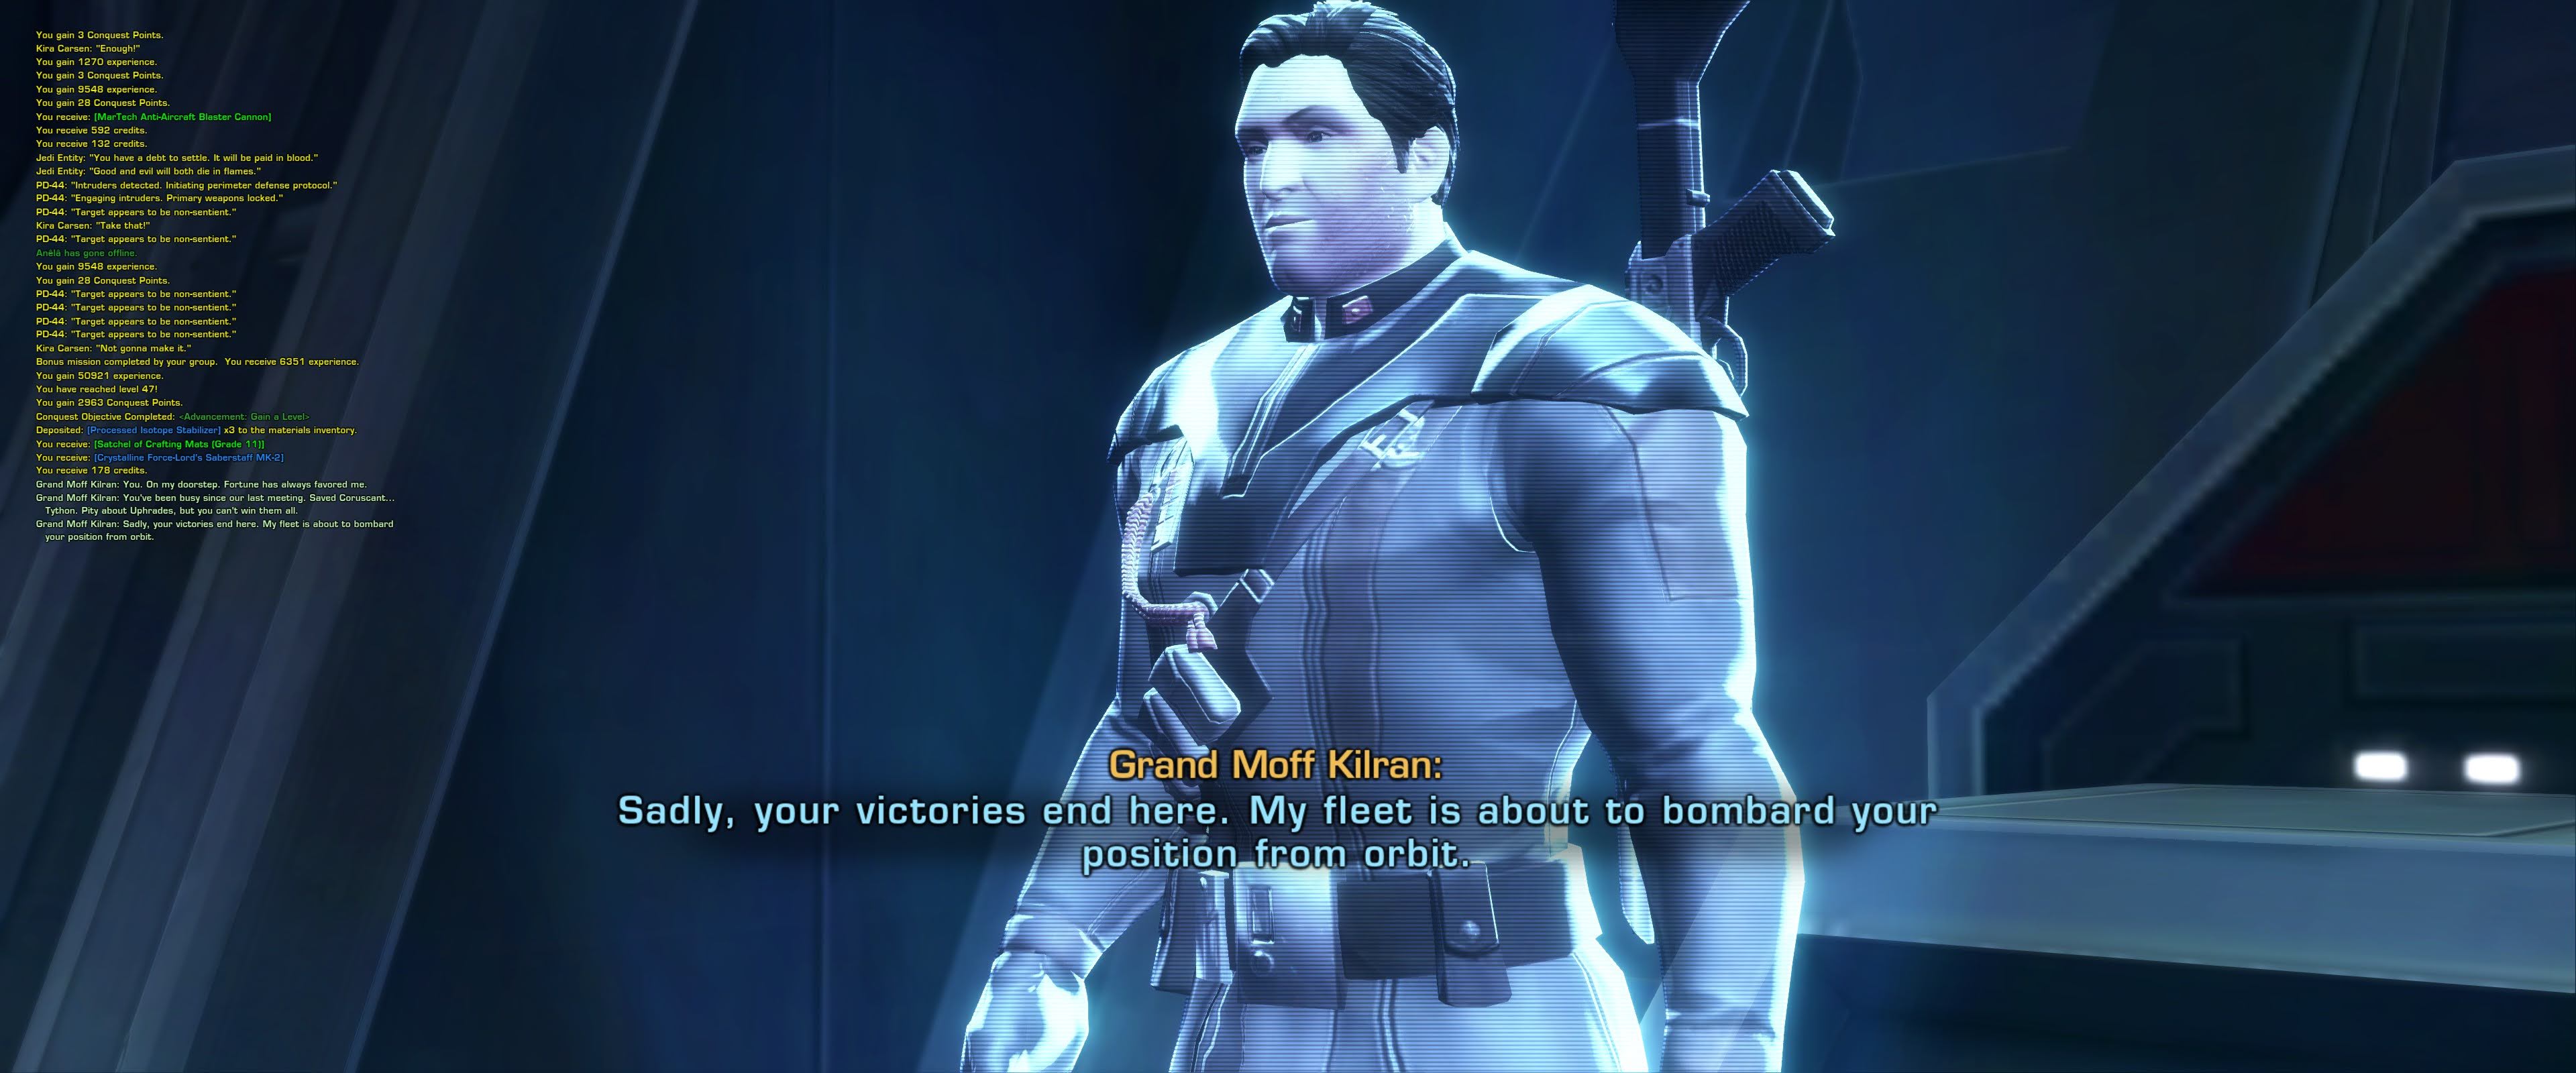 You gain 3 Conquest Points.
Kira Carsen: "Enough!"
You gain 1270 experience.
You gain 3 Conquest Points.
You gain 9548 experience.
You gain 28 Conquest Points.
You receive: [MarTech Anti-Aircraft Blaster Cannon]
You receive 592 credits.
You receive 132 credits.
Jedi Entity: "You have a debt to settle. It will be paid in blood."
Jedi Entity: "Good and evil will both die in flames."
PD-44: "Intruders detected. Initiating perimeter defense protocol."
PD-44: "Engaging intruders. Primary weapons locked."
PD-44: "Target appears to be non-sentient."
Kira Carsen: "Take that!"
PD-44: "Target appears to be non-sentient."
Anêlá has gone offline.
You gain 9548 experience.
You gain 28 Conquest Points.
PD-44: "Target appears to be non-sentient."
PD-44: "Target appears to be non-sentient."
PD-44: "Target appears to be non-sentient."
PD-44: "Target appears to be non-sentient."
Kira Carsen: "Not gonna make it."
Bonus mission completed by your group.  You receive 6351 experience.
You gain 50921 experience.
You have reached level 47!
You gain 2963 Conquest Points.
Conquest Objective Completed: <Advancement: Gain a Level>
Deposited: [Processed Isotope Stabilizer] x3 to the materials inventory.
You receive: [Satchel of Crafting Mats (Grade 11)]
You receive: [Crystalline Force-Lord's Saberstaff MK-2]
You receive 178 credits.
Grand Moff Kilran: You. On my doorstep. Fortune has always favored me.
Grand Moff Kilran: You've been busy since our last meeting. Saved Coruscant...
Tython. Pity about Uphrades, but you can't win them all.
Grand Moff Kilran: Sadly, your victories end here. My fleet is about to bombard
your position from orbit.
Grand Moff Kilran:
Sadly, your victories end here. My fleet is about to bombard your
position from orbit.